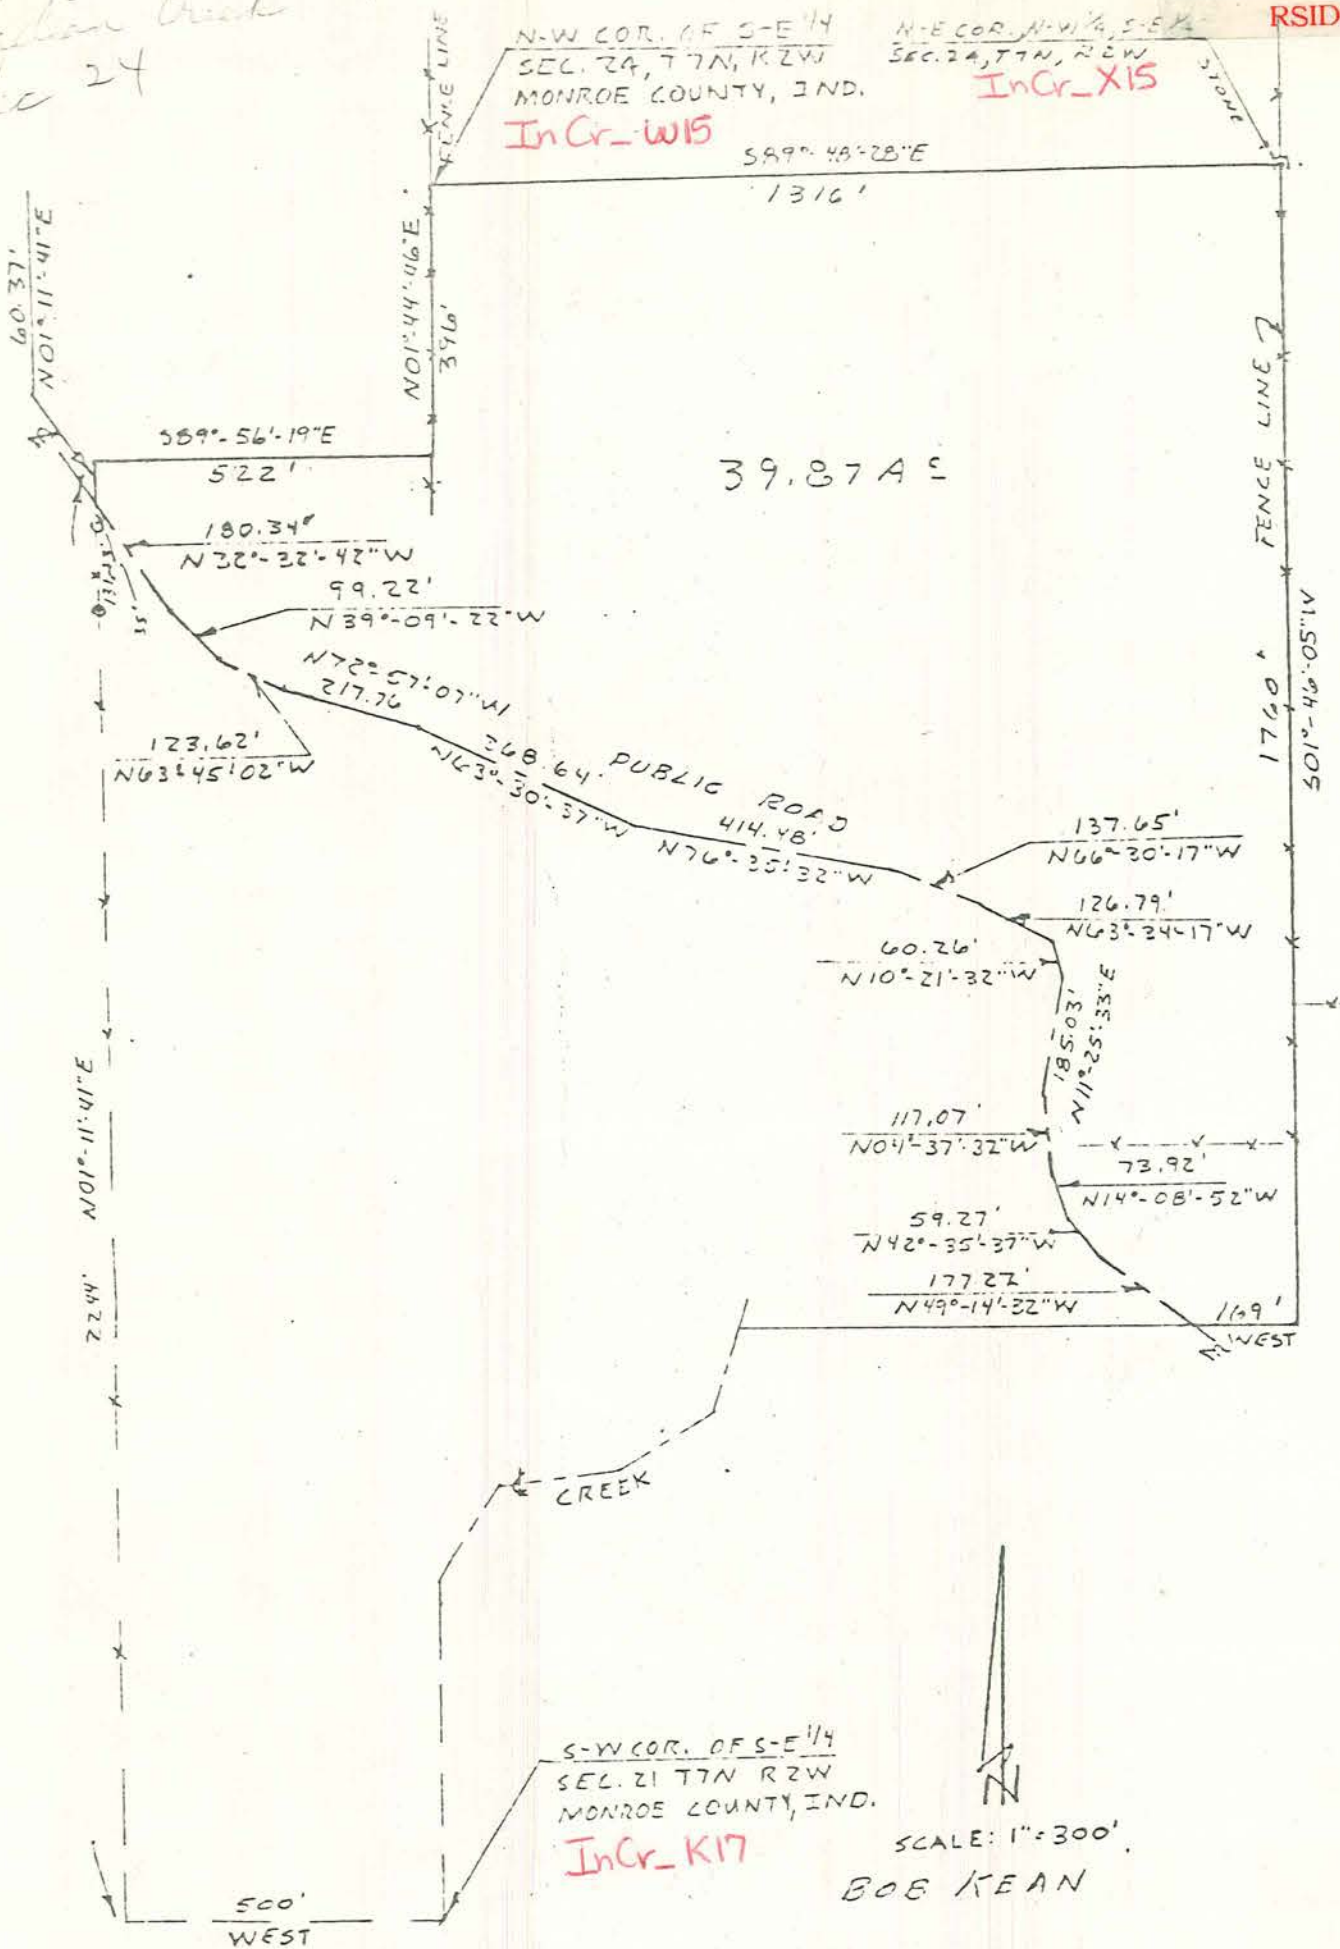 Creek
24
RSID
FENCE LINE
N-W COR. OF S-E 1/4
SEC. 24, T7N, R2W
MONROE COUNTY, IND.
InCr_W15
N-E COR. N-W 1/4, S-E 1/4
SEC. 24, T7N, R2W
InCr_X15
STONE
S89°-48'-28"E
1316'
60.37'
N01°-11'-41"E
N01°-44'-46"E
396'
S89°-56'-19"E
522'
39.87 Ac
FENCE LINE
1760'
S01°-46'-05"W
180.34'
N32°-32'-42"W
131.25'
35'
99.22'
N39°-09'-22"W
N72°-57'-07"W
217.76
123.62'
N63°-45'-02"W
368.64'
N63°-30'-37"W
PUBLIC ROAD
414.48'
N76°-35'-32"W
137.65'
N66°-30'-17"W
126.79'
N63°-34'-17"W
60.26'
N10°-21'-32"W
185.03'
N11°-25'-33"E
117.07'
N04°-37'-32"W
73.92'
N14°-08'-52"W
59.27'
N42°-35'-37"W
177.27'
N49°-14'-32"W
169'
WEST
2244' N01°-11'-41"E
CREEK
S-W COR. OF S-E 1/4
SEC. 21 T7N R2W
MONROE COUNTY, IND.
InCr_K17
N
SCALE: 1"=300'
BOB KEAN
500'
WEST